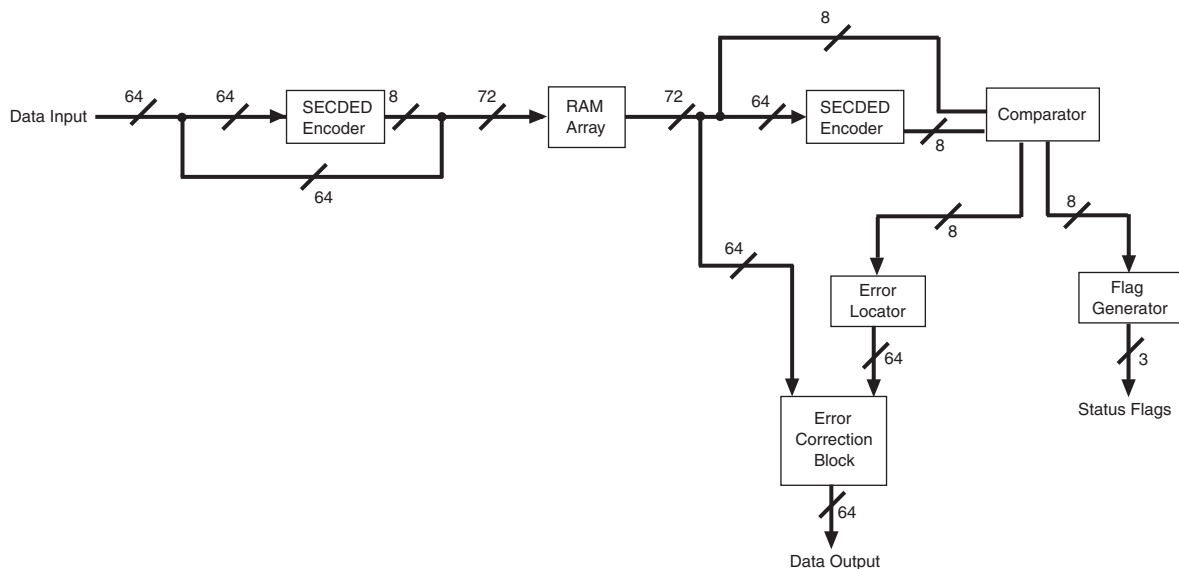 8
64
64
SECDED
Encoder
8
72
RAM
Array
72
64
SECDED
Encoder
Comparator
Data Input
8
64
8
8
64
8
Error
Locator
Flag
Generator
64
3
Status Flags
Error
Correction
Block
64
Data Output